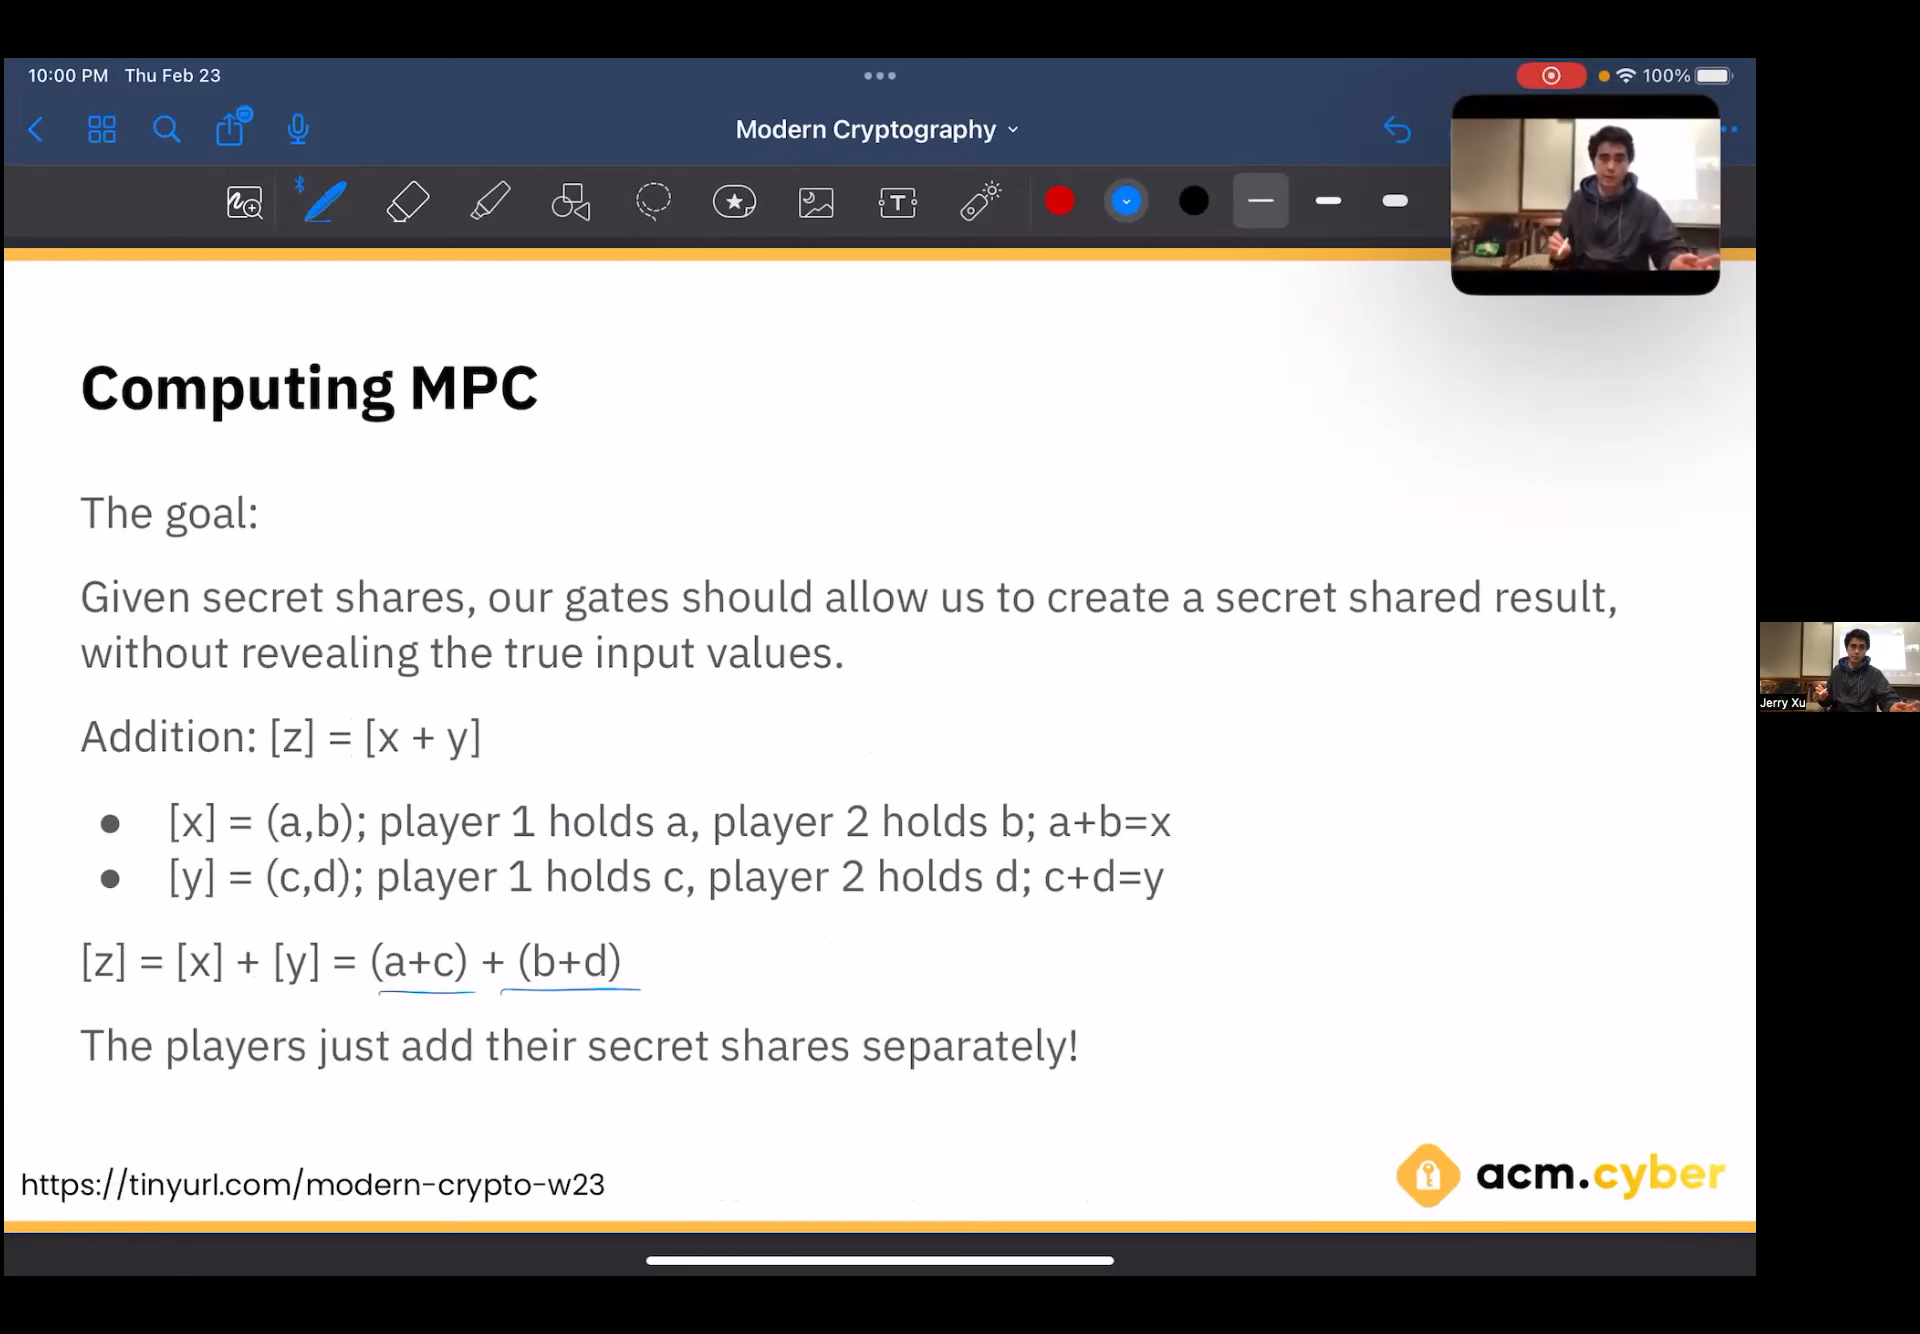 10:00 PM Thu Feb 23
100%
Modern Cryptography
T
Computing MPC
The goal:
Given secret shares, our gates should allow us to create a secret shared result,
without revealing the true input values.
Addition: [z] = [x + y]
● [x] = (a,b); player 1 holds a, player 2 holds b; a+b=x
● [y] = (c,d); player 1 holds c, player 2 holds d; c+d=y
[z] = [x] + [y] = (a+c) + (b+d)
The players just add their secret shares separately!
https://tinyurl.com/modern-crypto-w23
acm.cyber
Jerry Xu